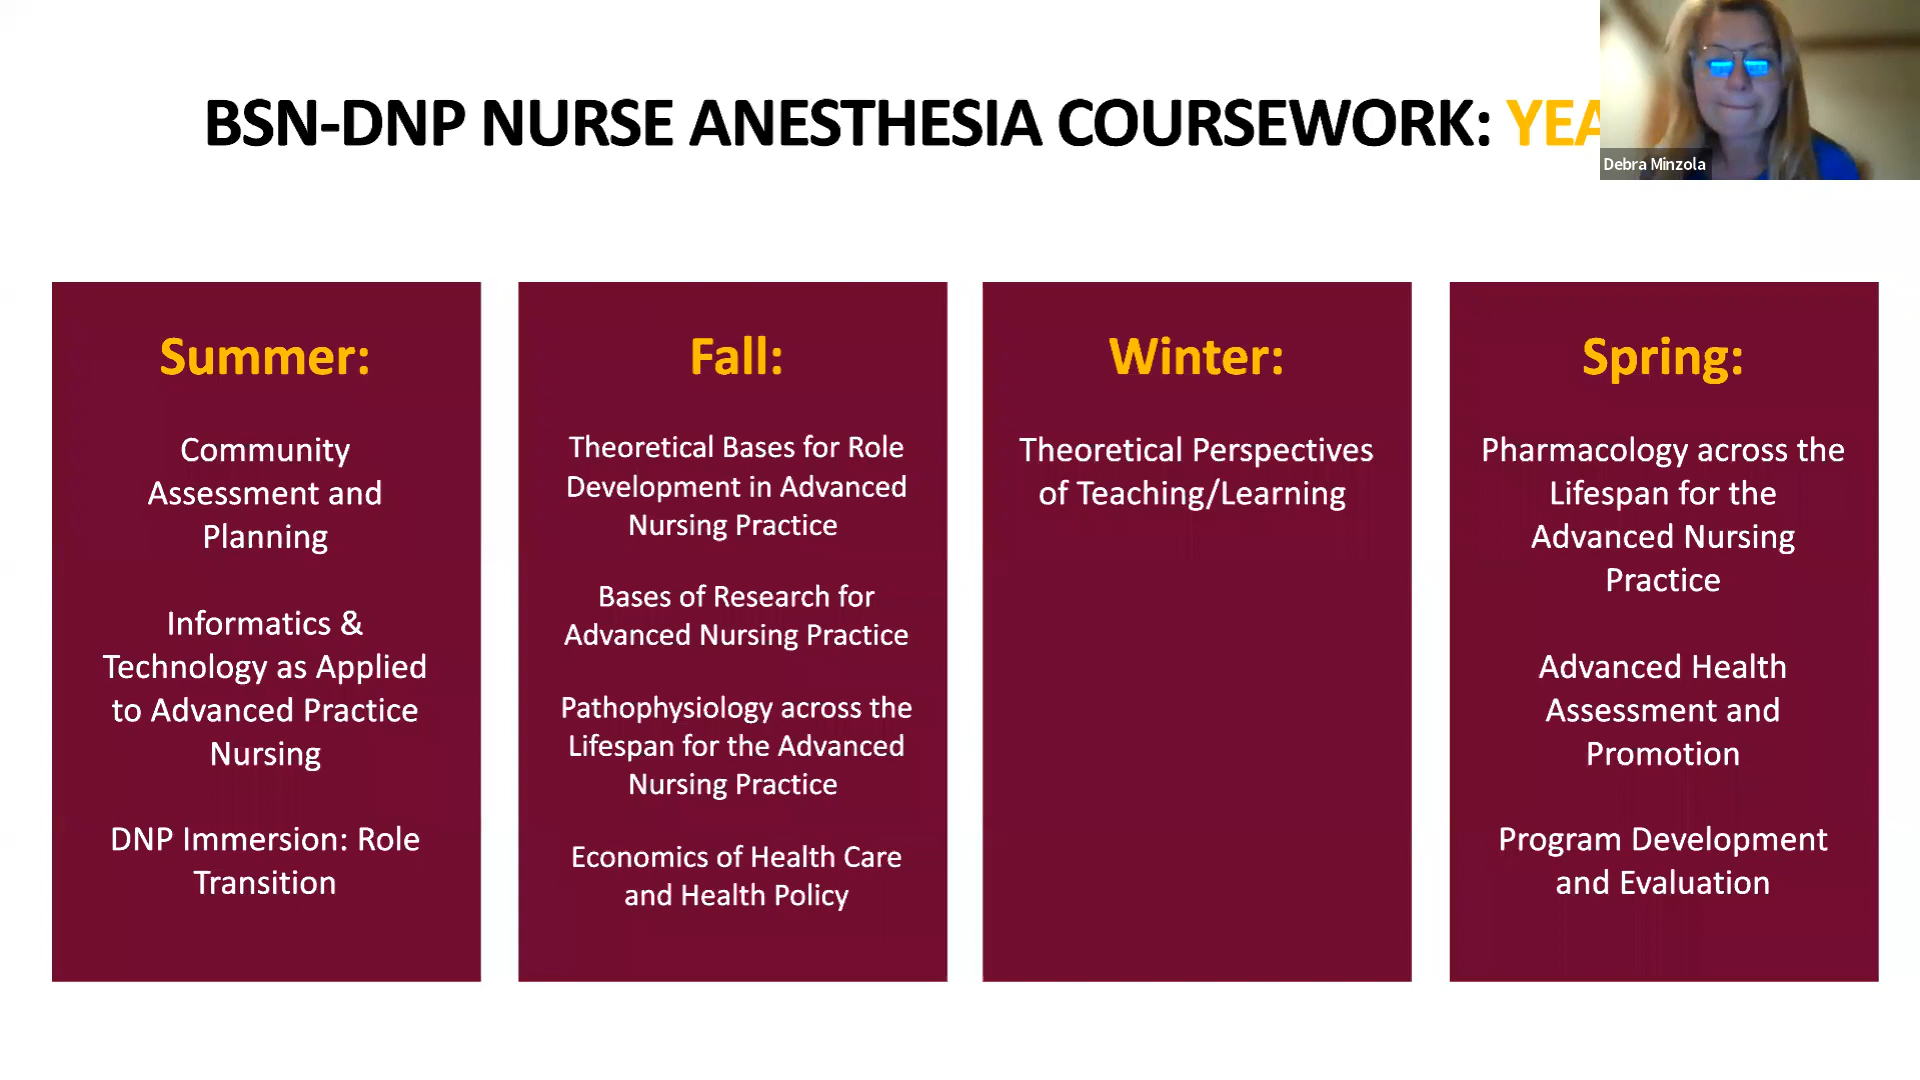 BSN-DNP NURSE ANESTHESIA COURSEWORK:
Debra Minzola
Summer:
Community
Assessment and
Planning
Informatics &
Technology as Applied
to Advanced Practice
Nursing
DNP Immersion: Role
Transition
Fall:
Theoretical Bases for Role
Development in Advanced
Nursing Practice
Bases of Research for
Advanced Nursing Practice
Pathophysiology across the
Lifespan for the Advanced
Nursing Practice
Economics of Health Care
and Health Policy
Winter:
Theoretical Perspectives
of Teaching/Learning
Spring:
Pharmacology across the
Lifespan for the
Advanced Nursing
Practice
Advanced Health
Assessment and
Promotion
Program Development
and Evaluation